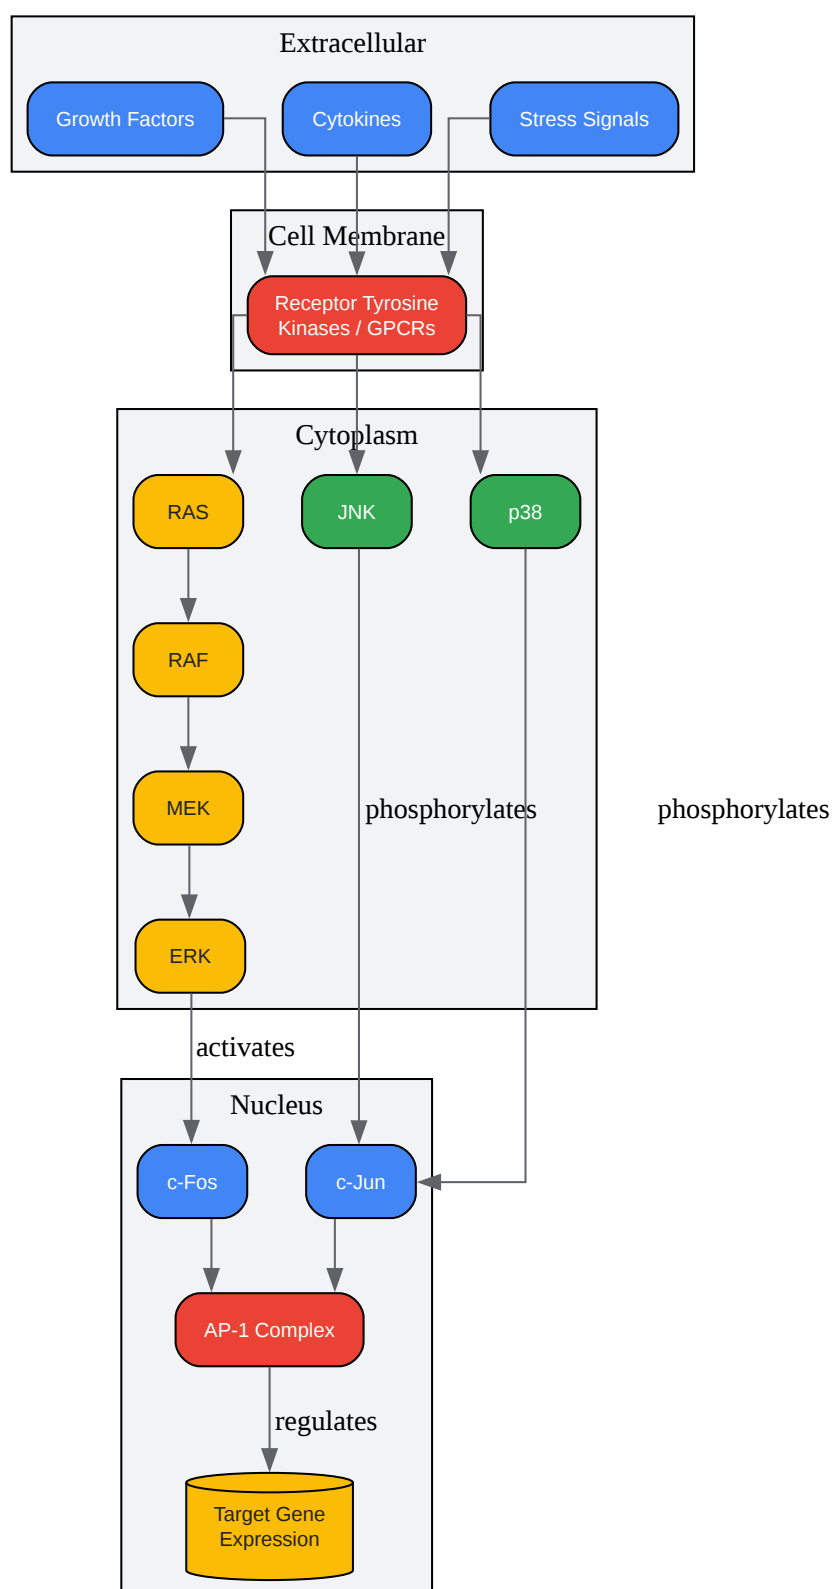 Extracellular
Growth Factors
Cytokines
Stress Signals
Cell Membrane
Receptor Tyrosine
Kinases / GPCRs
Cytoplasm
RAS
JNK
p38
RAF
MEK
phosphorylates
phosphorylates
ERK
activates
Nucleus
c-Fos
c-Jun
AP-1 Complex
regulates
Target Gene
Expression